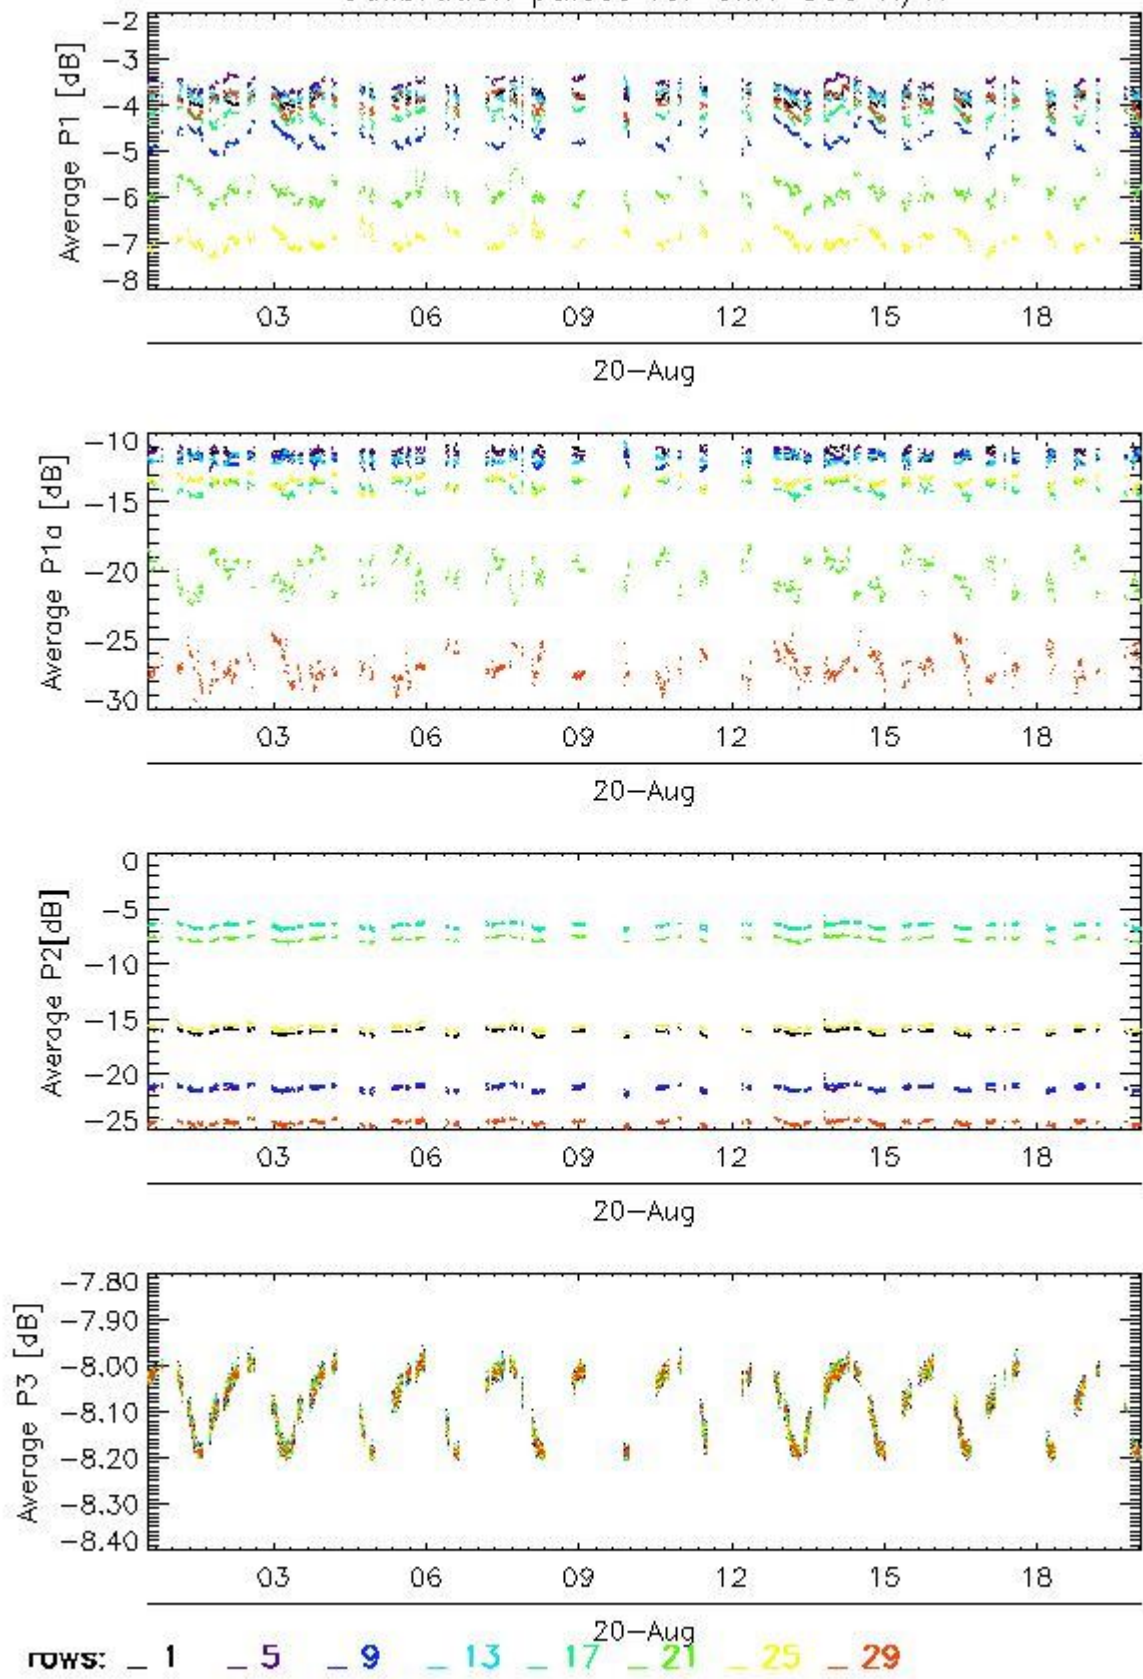 -2
-3
-4
-5
-6
-7
-8
Average P1 [dB]
03 06 09 12 15 18
20-Aug
-10
-15
-20
-25
-30
Average P1a [dB]
03 06 09 12 15 18
20-Aug
0
-5
-10
-15
-20
-25
Average P2[dB]
03 06 09 12 15 18
20-Aug
-7.80
-7.90
-8.00
-8.10
-8.20
-8.30
-8.40
Average P3 [dB]
03 06 09 12 15 18
20-Aug
rows: _ 1 _ 5 _ 9 _ 13 _ 17 _ 21 _ 25 _ 29